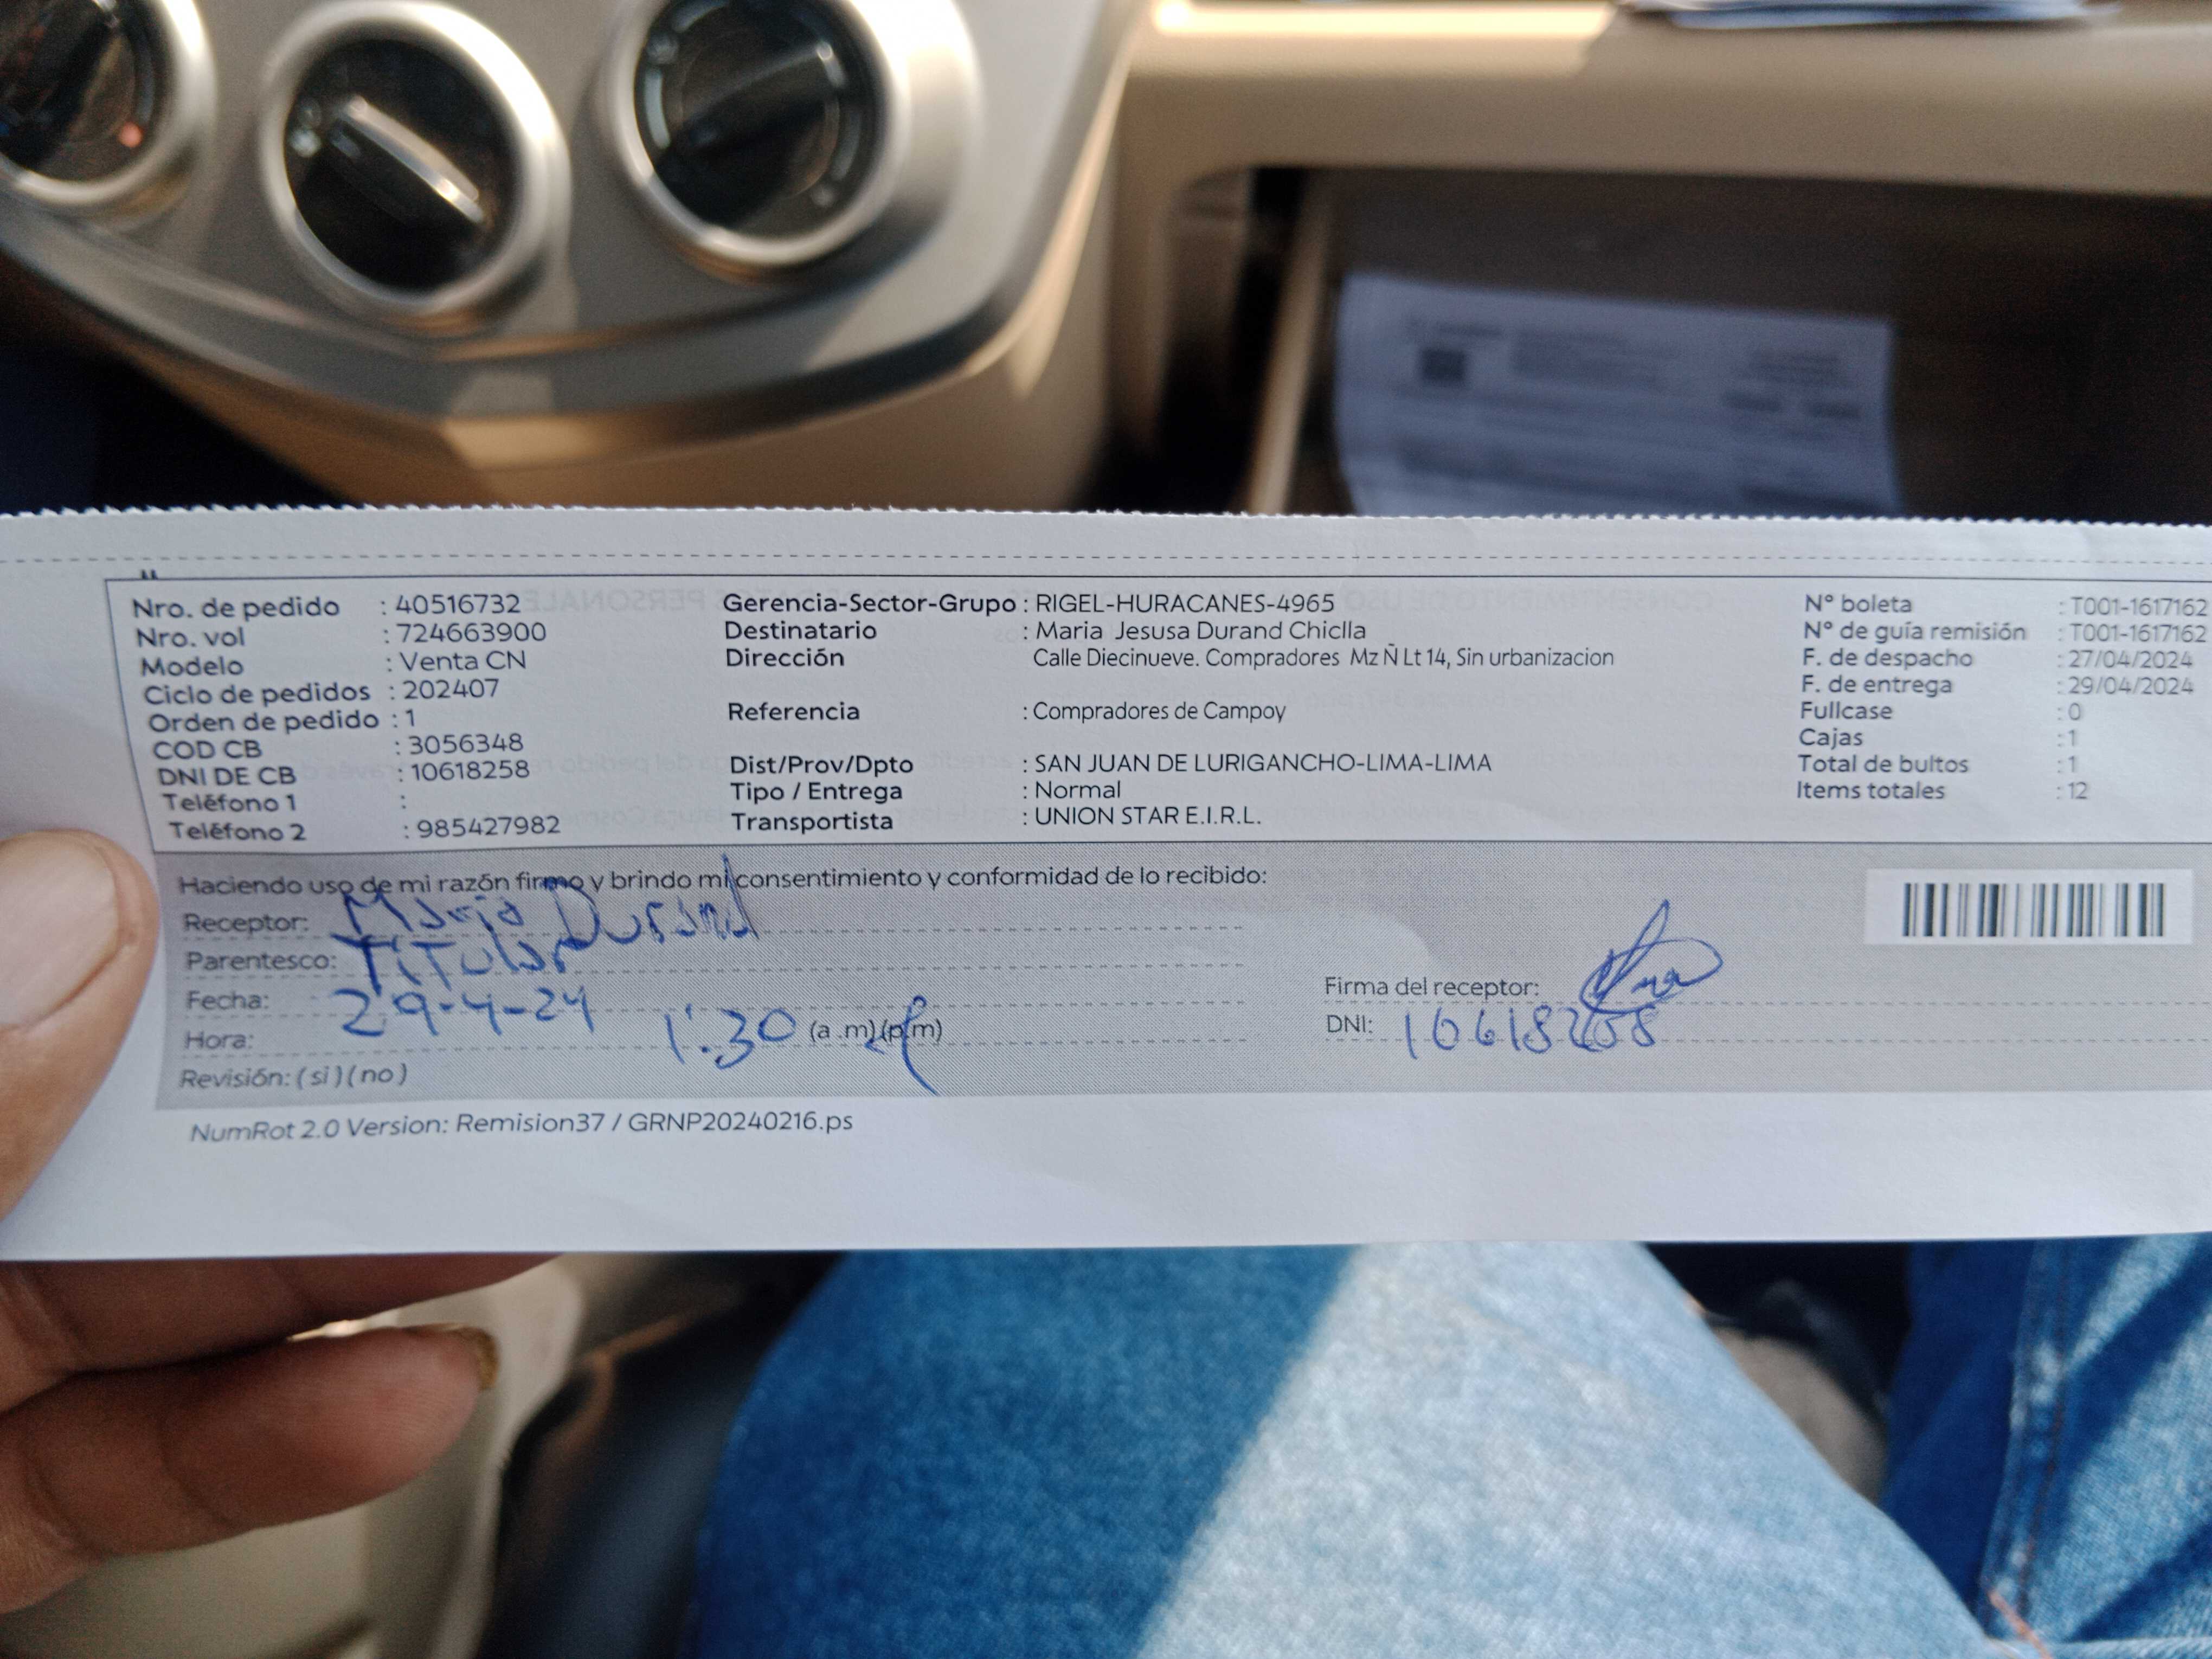 Nro. de pedido : 40516732
Nro. vol : 724663900
Modelo : Venta CN
Ciclo de pedidos : 202407
Orden de pedido : 1
COD CB : 3056348
DNI DE CB : 10618258
Teléfono 1 :
Teléfono 2 : 985427982
Gerencia-Sector-Grupo : RIGEL-HURACANES-4965
Destinatario : Maria Jesusa Durand Chiclla
Dirección Calle Diecinueve. Compradores Mz Ñ Lt 14, Sin urbanizacion
Referencia : Compradores de Campoy
Dist/Prov/Dpto : SAN JUAN DE LURIGANCHO-LIMA-LIMA
Tipo / Entrega : Normal
Transportista : UNION STAR E.I.R.L.
N° boleta : T001-1617162
N° de guía remisión : T001-1617162
F. de despacho : 27/04/2024
F. de entrega : 29/04/2024
Fullcase : 0
Cajas : 1
Total de bultos : 1
Items totales : 12
Haciendo uso de mi razón firmo y brindo mi consentimiento y conformidad de lo recibido:
Receptor: Maria Durand
Parentesco: Titular
Fecha: 29-4-24
Hora: 1:30 (a .m) (p.m)
Revisión: ( si ) ( no )
Firma del receptor:
DNI: 10618258
NumRot 2.0 Version: Remision37 / GRNP20240216.ps